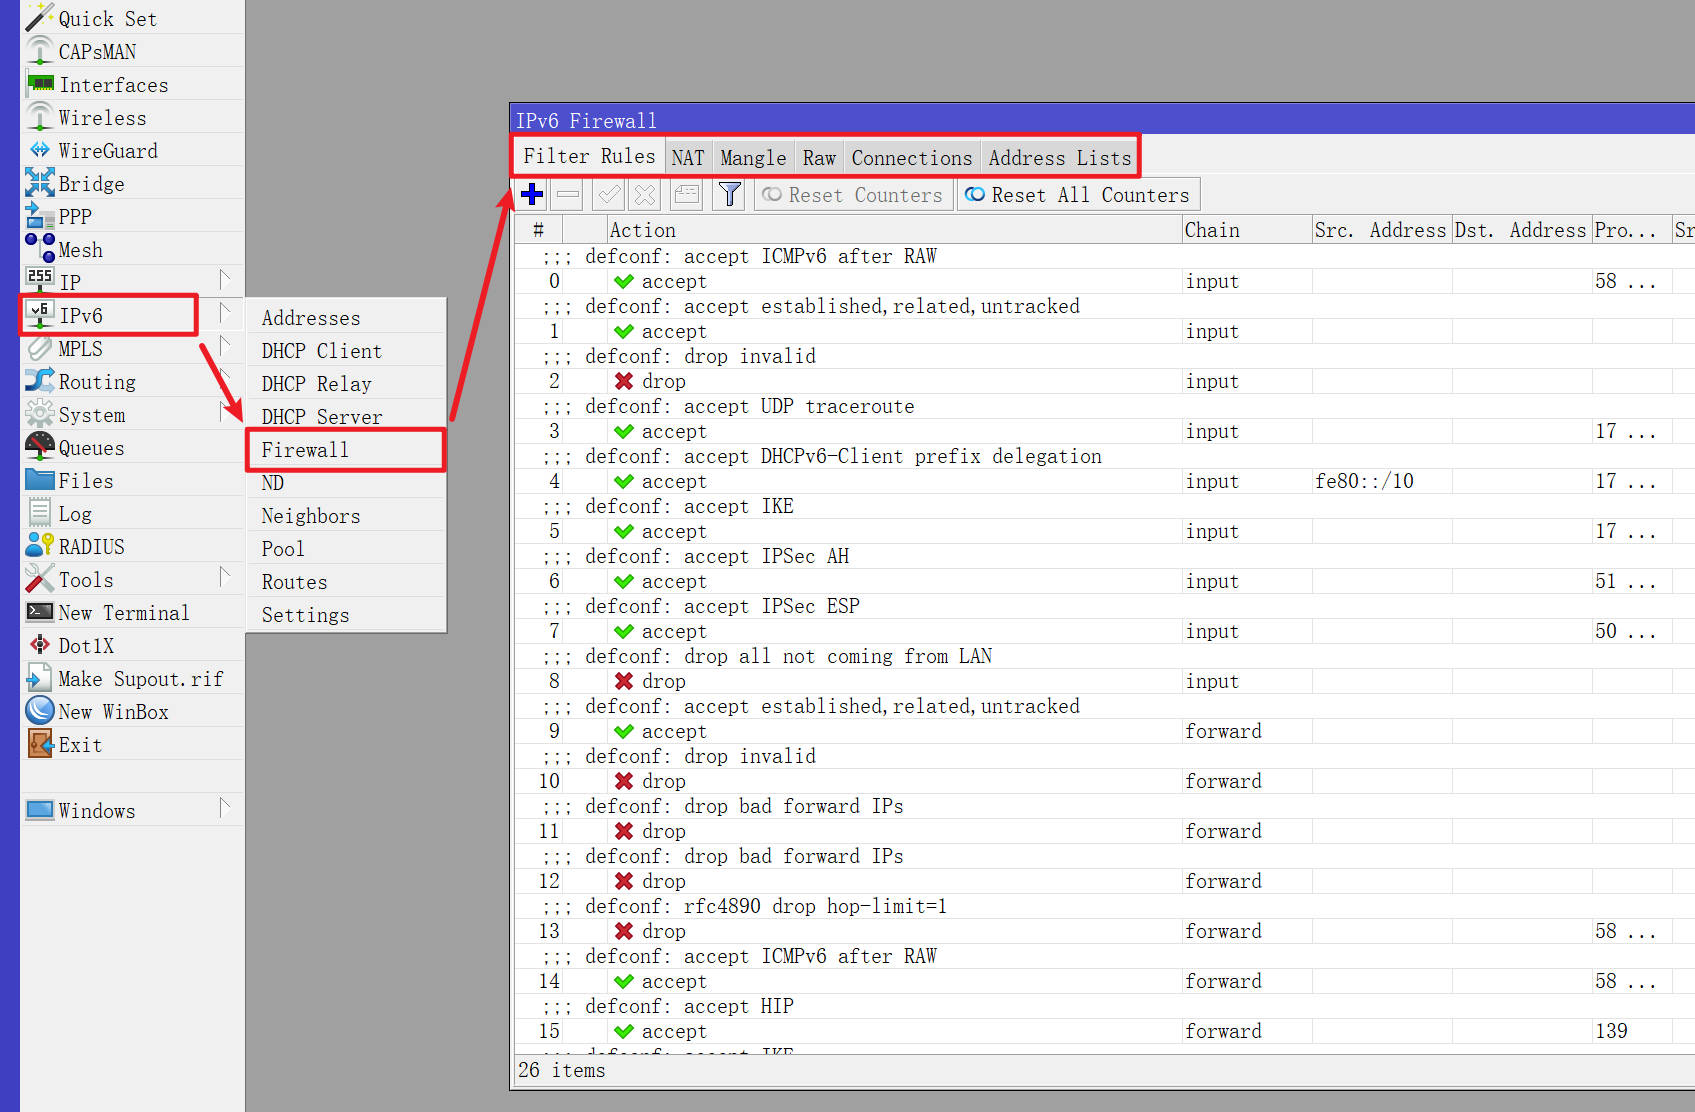 Quick Set
CAPsMAN
Interfaces
Wireless
WireGuard
Bridge
PPP
Mesh
255
IP
v6
IPv6
MPLS
Routing
System
Queues
Files
Log
RADIUS
Tools
New Terminal
Dot1X
Make Supout.rif
New WinBox
Exit
Windows
Addresses
DHCP Client
DHCP Relay
DHCP Server
Firewall
ND
Neighbors
Pool
Routes
Settings
IPv6 Firewall
Filter Rules NAT Mangle Raw Connections Address Lists
Reset Counters Reset All Counters
# Action Chain Src. Address Dst. Address Pro... Sr
;;; defconf: accept ICMPv6 after RAW
0 accept input 58 ...
;;; defconf: accept established,related,untracked
1 accept input
;;; defconf: drop invalid
2 drop input
;;; defconf: accept UDP traceroute
3 accept input 17 ...
;;; defconf: accept DHCPv6-Client prefix delegation
4 accept input fe80::/10 17 ...
;;; defconf: accept IKE
5 accept input 17 ...
;;; defconf: accept IPSec AH
6 accept input 51 ...
;;; defconf: accept IPSec ESP
7 accept input 50 ...
;;; defconf: drop all not coming from LAN
8 drop input
;;; defconf: accept established,related,untracked
9 accept forward
;;; defconf: drop invalid
10 drop forward
;;; defconf: drop bad forward IPs
11 drop forward
;;; defconf: drop bad forward IPs
12 drop forward
;;; defconf: rfc4890 drop hop-limit=1
13 drop forward 58 ...
;;; defconf: accept ICMPv6 after RAW
14 accept forward 58 ...
;;; defconf: accept HIP
15 accept forward 139
;;; defconf: accept IKE
26 items